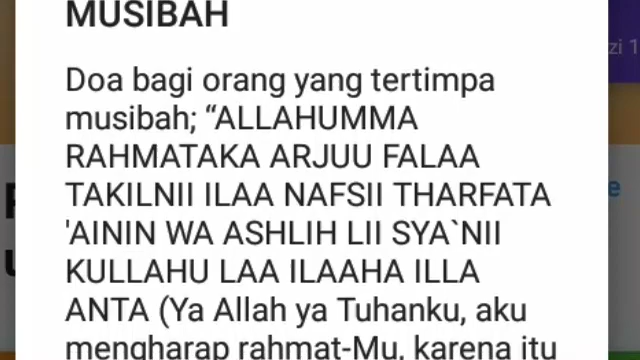 MUSIBAH
Doa bagi orang yang tertimpa
musibah; “ALLAHUMMA
RAHMATAKA ARJUU FALAA
TAKILNII ILAA NAFSII THARFATA
'AININ WA ASHLIH LII SYA`NII
KULLAHU LAA ILAAHA ILLA
ANTA (Ya Allah ya Tuhanku, aku
mengharap rahmat-Mu, karena itu